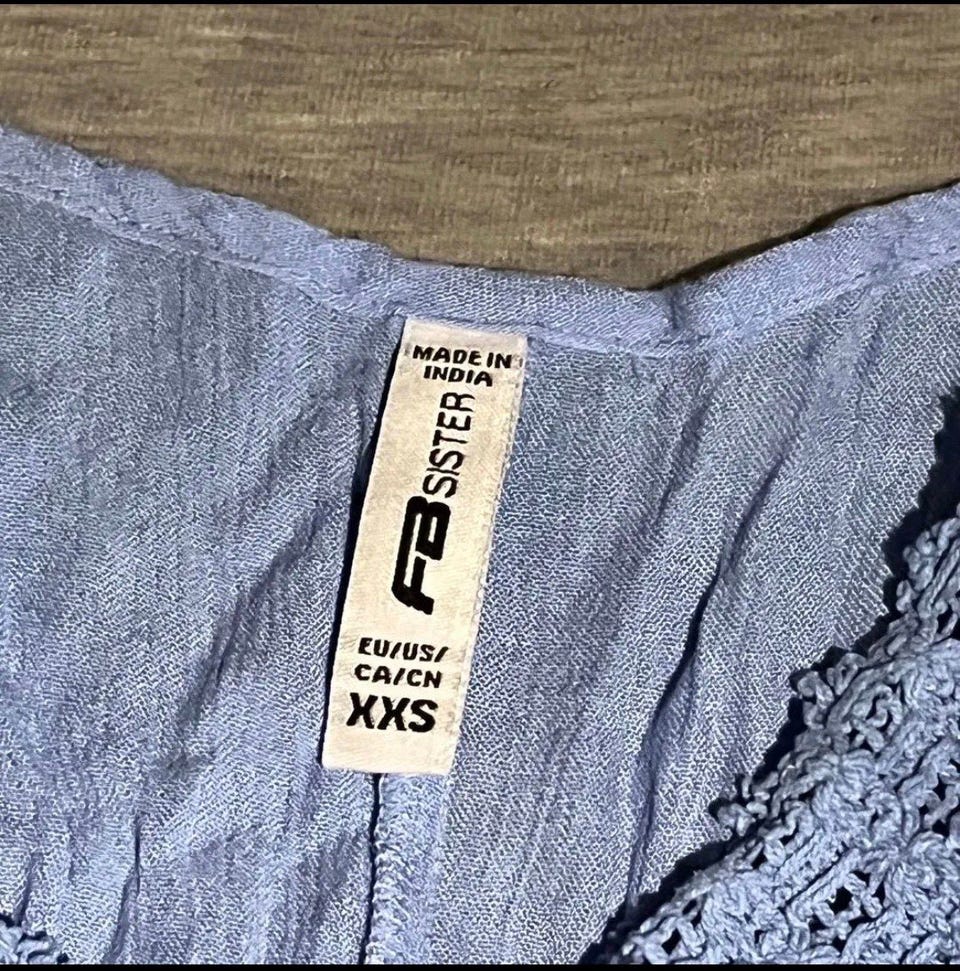 MADE IN
INDIA
FB SISTER
EU/US/
CA/CN
XXS